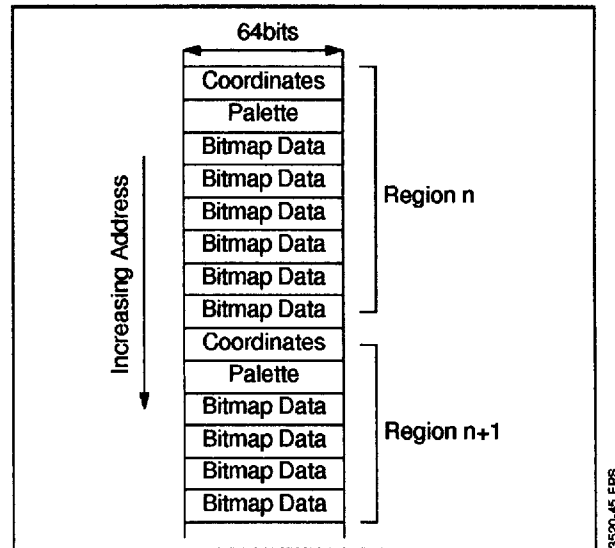 64bits
Coordinates
Palette
Bitmap Data
Bitmap Data
Bitmap Data
Bitmap Data
Bitmap Data
Bitmap Data
Coordinates
Palette
Bitmap Data
Bitmap Data
Bitmap Data
Bitmap Data
Region n
Region n+1
Increasing Address
3520-45.EPS